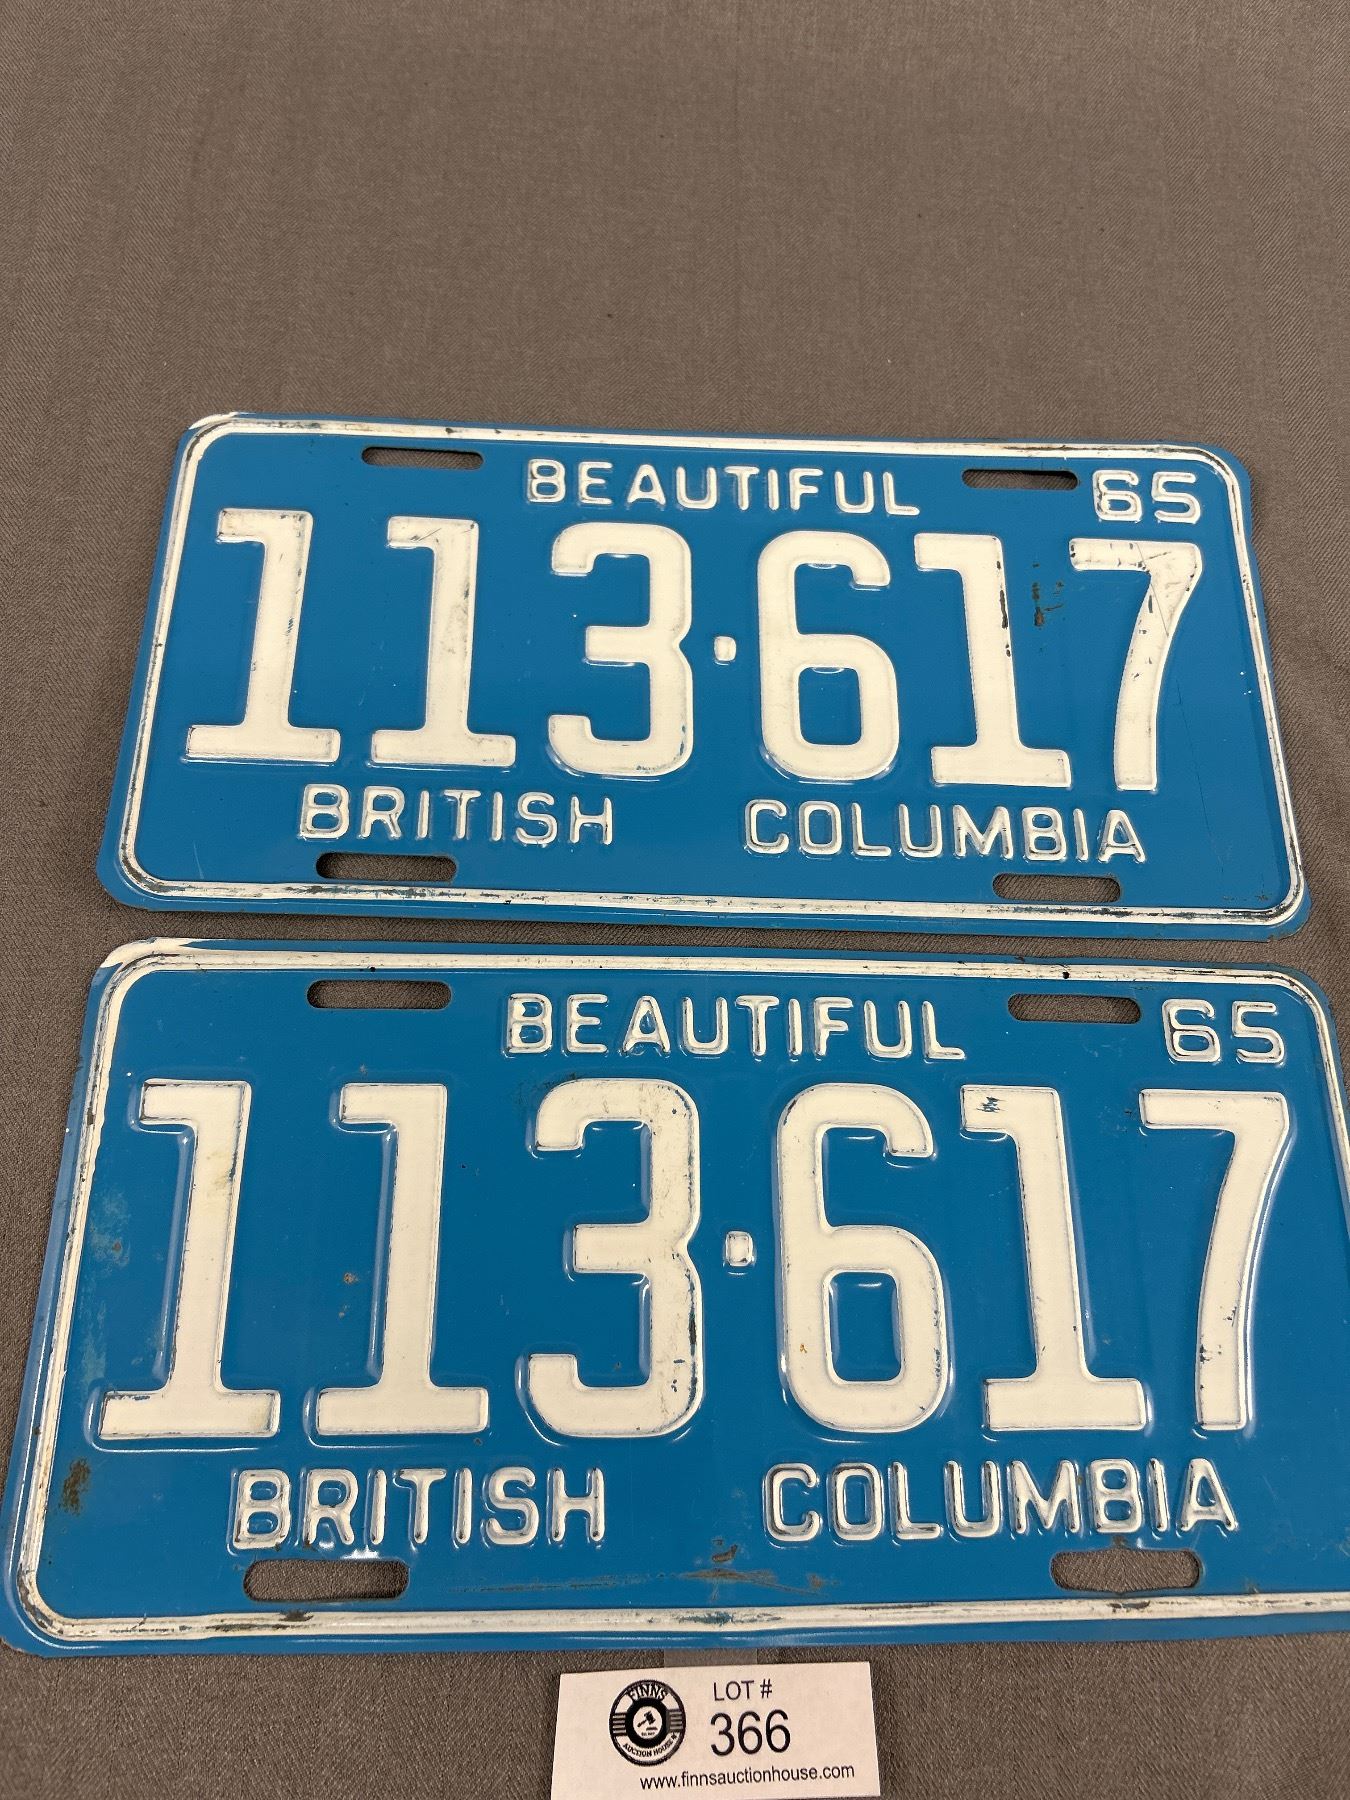 BEAUTIFUL 65
113·617
BRITISH COLUMBIA
BEAUTIFUL 65
113·617
BRITISH COLUMBIA
FINNS
AUCTION HOUSE
LOT #
366
www.finnsauctionhouse.com